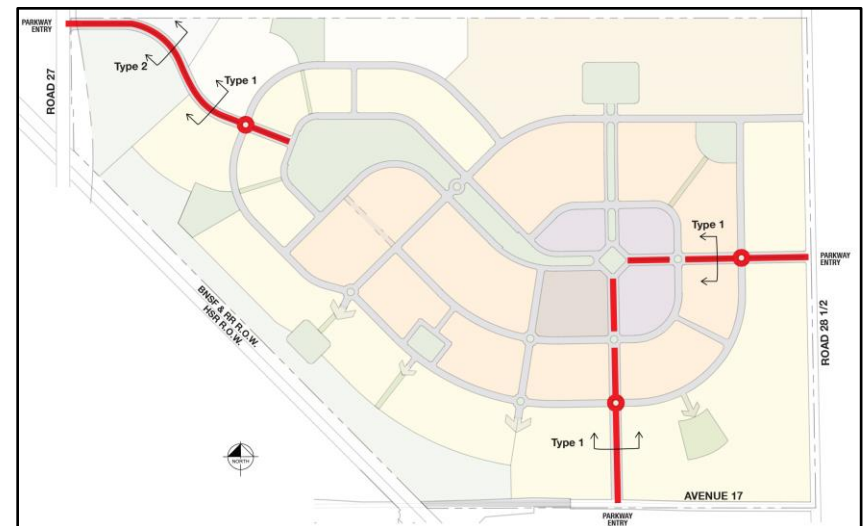 PARKWAY
ENTRY
ROAD 27
Type 2
Type 1
Type 1
PARKWAY
ENTRY
ROAD 28 1/2
BNSF & RR R.O.W.
HSR R.O.W.
NORTH
Type 1
AVENUE 17
PARKWAY
ENTRY